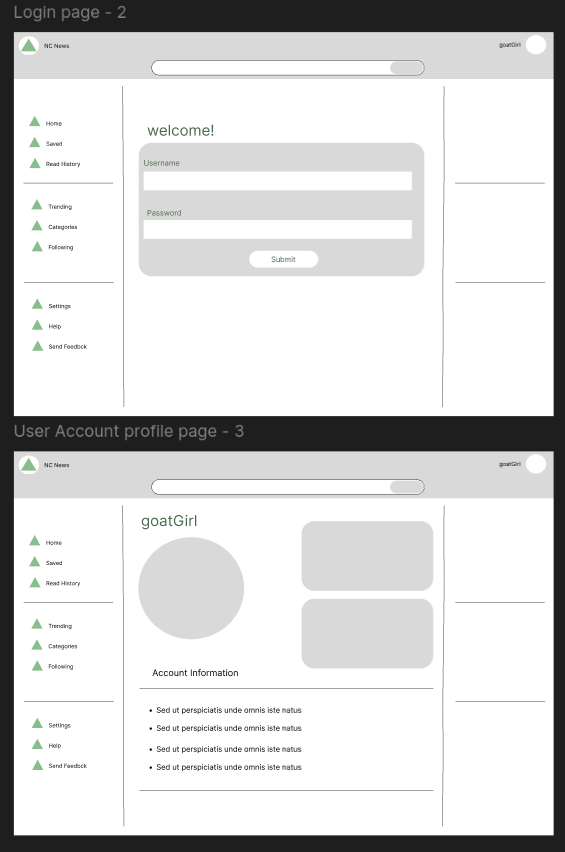 Login page - 2
NC News
goatGirl
welcome!
Home
Saved
Read History
Username
Password
Trending
Categories
Following
Submit
Settings
Help
Send Feedbck
User Account profile page - 3
NC News
goatGirl
goatGirl
Home
Saved
Read History
Trending
Categories
Following
Account Information
• Sed ut perspiciatis unde omnis iste natus
• Sed ut perspiciatis unde omnis iste natus
• Sed ut perspiciatis unde omnis iste natus
• Sed ut perspiciatis unde omnis iste natus
Settings
Help
Send Feedbck